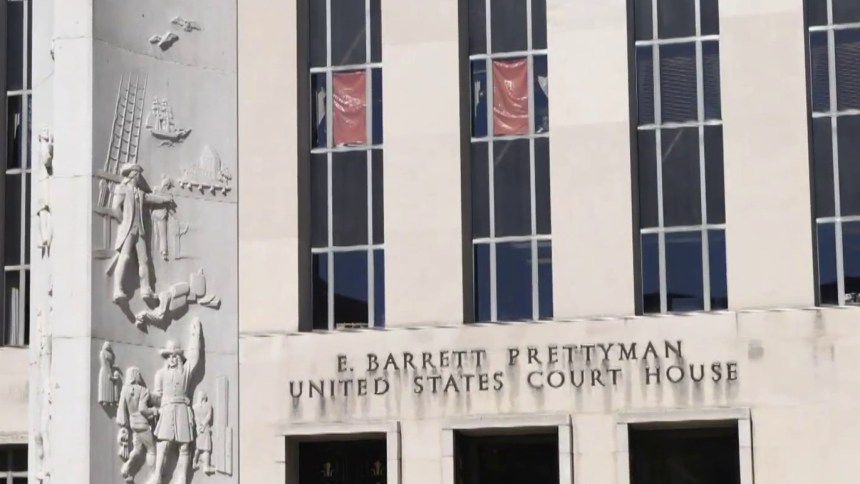 E. BARRETT PRETTYMAN
UNITED STATES COURT HOUSE